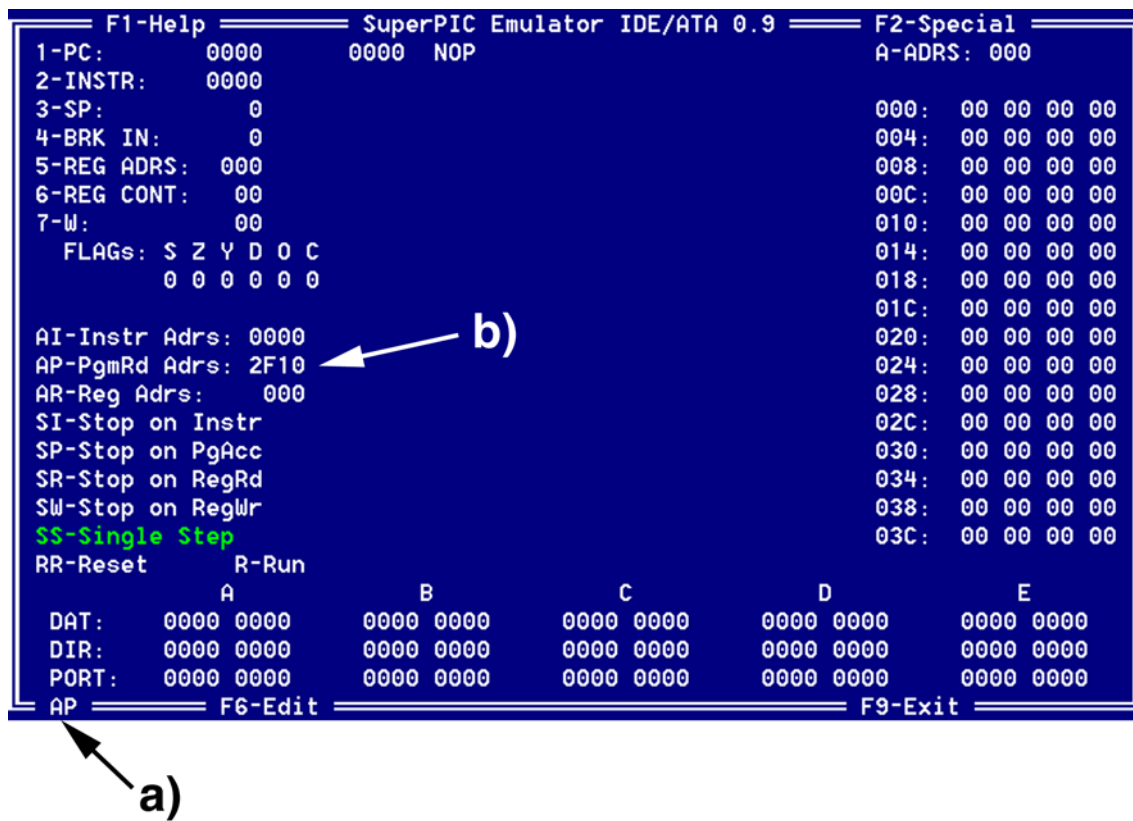 F1-Help SuperPIC Emulator IDE/ATA 0.9 F2-Special
1-PC: 0000 0000 NOP A-ADRS: 000
2-INSTR: 0000
3-SP: 0 000: 00 00 00 00
4-BRK IN: 0 004: 00 00 00 00
5-REG ADRS: 000 008: 00 00 00 00
6-REG CONT: 00 00C: 00 00 00 00
7-W: 00 010: 00 00 00 00
FLAGs: S Z Y D O C 014: 00 00 00 00
0 0 0 0 0 0 018: 00 00 00 00
01C: 00 00 00 00
AI-Instr Adrs: 0000 b) 020: 00 00 00 00
AP-PgmRd Adrs: 2F10 024: 00 00 00 00
AR-Reg Adrs: 000 028: 00 00 00 00
SI-Stop on Instr 02C: 00 00 00 00
SP-Stop on PgAcc 030: 00 00 00 00
SR-Stop on RegRd 034: 00 00 00 00
SW-Stop on RegWr 038: 00 00 00 00
SS-Single Step 03C: 00 00 00 00
RR-Reset R-Run
A B C D E
DAT: 0000 0000 0000 0000 0000 0000 0000 0000 0000 0000
DIR: 0000 0000 0000 0000 0000 0000 0000 0000 0000 0000
PORT: 0000 0000 0000 0000 0000 0000 0000 0000 0000 0000
AP F6-Edit F9-Exit
a)